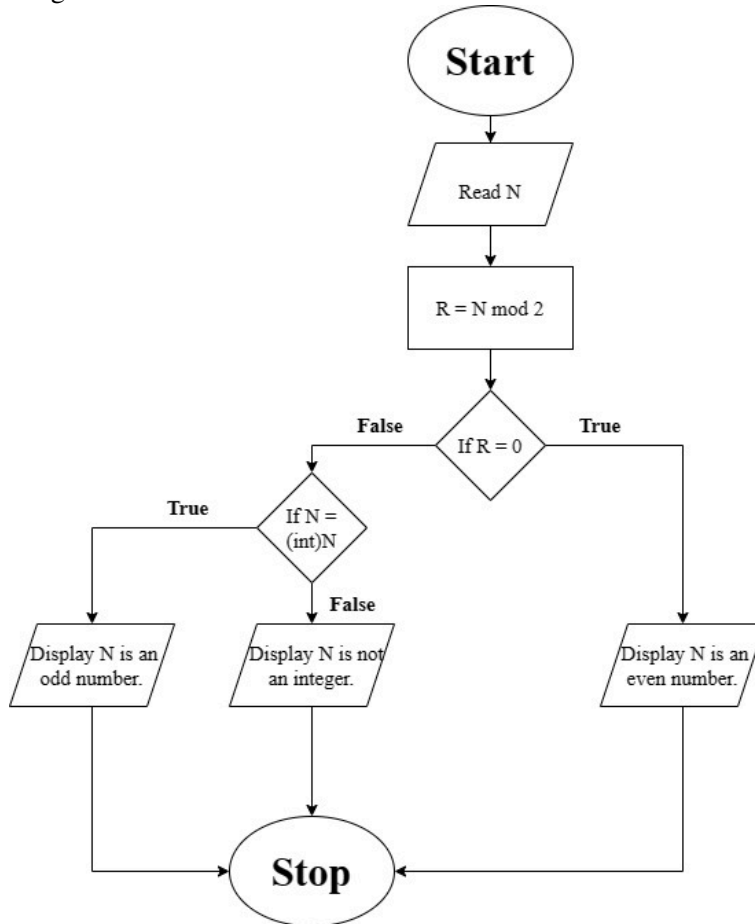 Start
Read N
R = N mod 2
False
True
If R = 0
True
If N =
(int)N
False
Display N is an
odd number.
Display N is not
an integer.
Display N is an
even number.
Stop